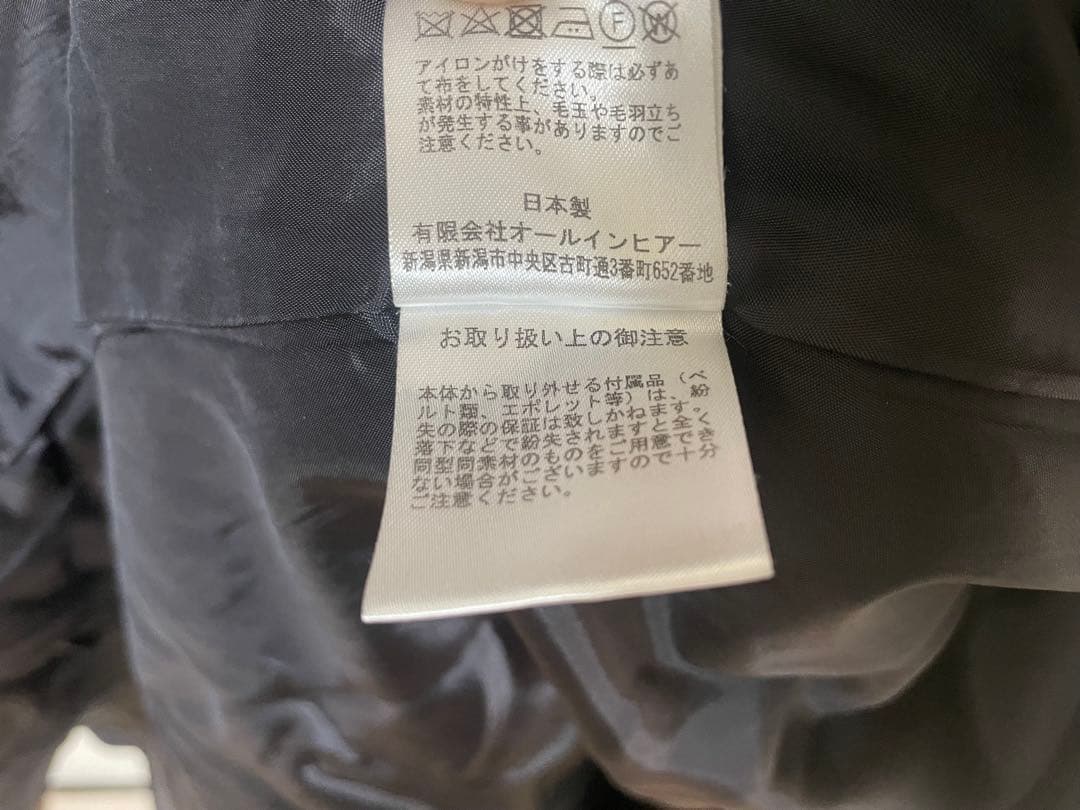 F W
アイロンがけをする際は必ずあ
て布をしてください。
素材の特性上、毛玉や毛羽立ち
が発生する事がありますのでご
注意ください。
日本製
有限会社オールインヒアー
新潟県新潟市中央区古町通3番町652番地
お取り扱い上の御注意
本体から取り外せる付属品（ベ
ルト類、エポレット等）は、紛
失の際の保証は致しかねます。
落下などで紛失されますと全く
同型同素材のものをご用意でき
ない場合がございますので十分
ご注意ください。